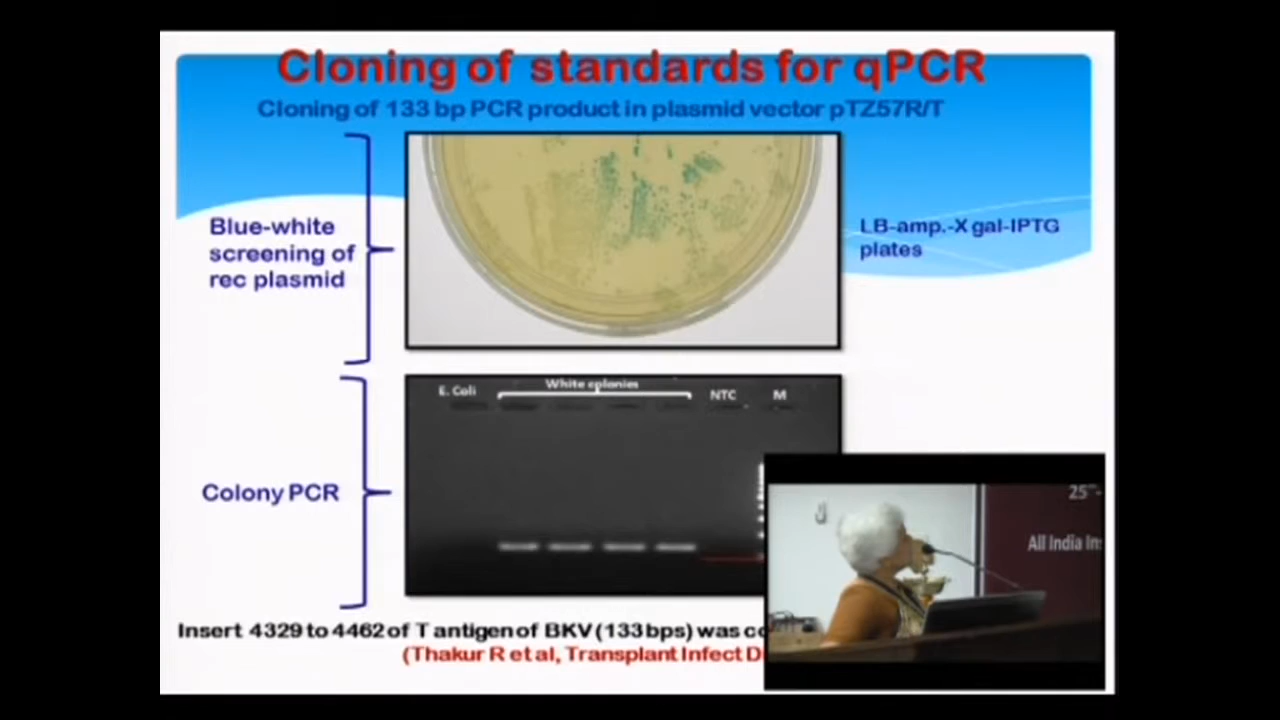 Cloning of standards for qPCR
Cloning of 133 bp PCR product in plasmid vector pTZ57R/T
Blue-white
screening of
rec plasmid
LB-amp.-X gal-IPTG
plates
E. Coli
White colonies
NTC
M
Colony PCR
25
All India
Insert 4329 to 4462 of T antigen of BKV (133 bps) was
(Thakur R et al, Transplant Infect